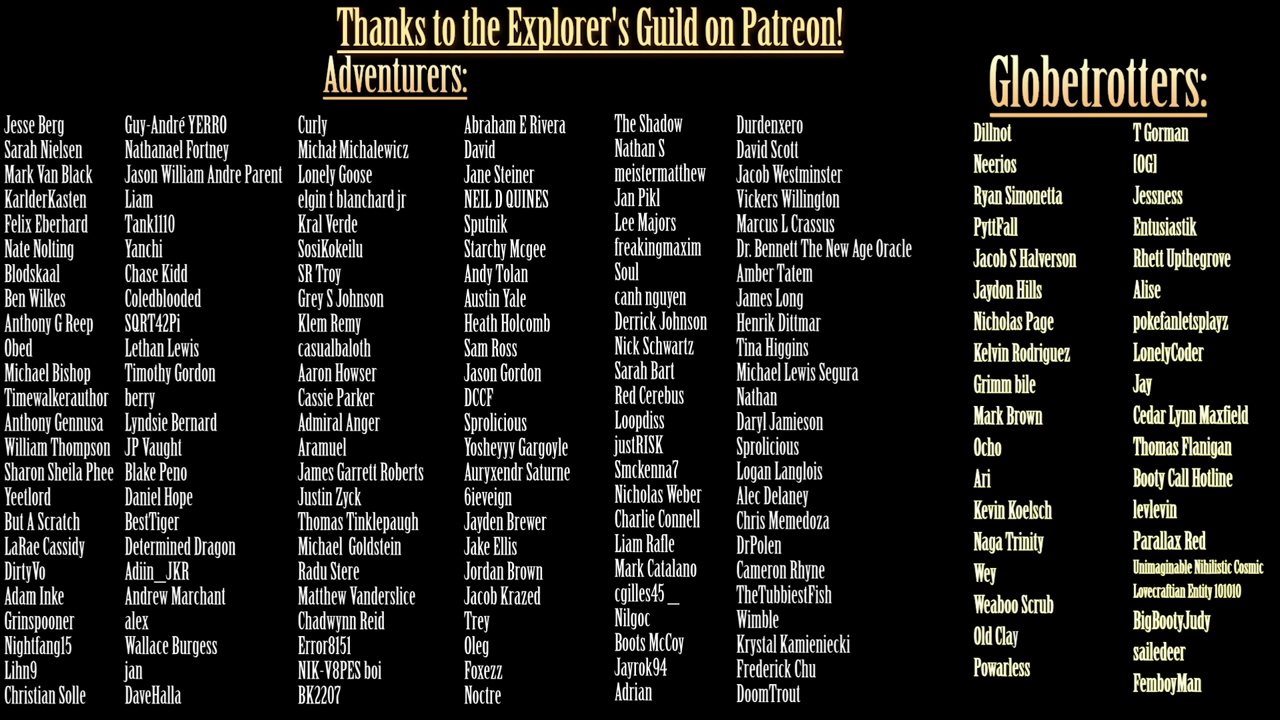 Thanks to the Explorer's Guild on Patreon!
Adventurers:
Jesse Berg
Sarah Nielsen
Mark Van Black
KarlderKasten
Felix Eberhard
Nate Nolting
Blodskaal
Ben Wilkes
Anthony G Reep
Obed
Michael Bishop
Timewalkerauthor
Anthony Gennusa
William Thompson
Sharon Sheila Phee
Yeetlord
But A Scratch
LaRae Cassidy
DirtyVo
Adam Inke
Grinspooner
Nightfang15
Lihn9
Christian Solle
Guy-André YERRO
Nathanael Fortney
Jason William Andre Parent
Liam
Tank1110
Yanchi
Chase Kidd
Coledblooded
SQRT42Pi
Lethan Lewis
Timothy Gordon
berry
Lyndsie Bernard
JP Vaught
Blake Peno
Daniel Hope
BestTiger
Determined Dragon
Adiin_JKR
Andrew Marchant
alex
Wallace Burgess
jan
DaveHalla
Curly
Michał Michalewicz
Lonely Goose
elgin t blanchard jr
Kral Verde
SosiKokeilu
SR Troy
Grey S Johnson
Klem Remy
casualbaloth
Aaron Howser
Cassie Parker
Admiral Anger
Aramuel
James Garrett Roberts
Justin Zyck
Thomas Tinklepaugh
Michael  Goldstein
Radu Stere
Matthew Vanderslice
Chadwynn Reid
Error8151
NIK-V8PES boi
BK2207
Abraham E Rivera
David
Jane Steiner
NEIL D QUINES
Sputnik
Starchy Mcgee
Andy Tolan
Austin Yale
Heath Holcomb
Sam Ross
Jason Gordon
DCCF
Sprolicious
Yosheyyy Gargoyle
Auryxendr Saturne
6ieveign
Jayden Brewer
Jake Ellis
Jordan Brown
Jacob Krazed
Trey
Oleg
Foxezz
Noctre
The Shadow
Nathan S
meistermatthew
Jan Pikl
Lee Majors
freakingmaxim
Soul
canh nguyen
Derrick Johnson
Nick Schwartz
Sarah Bart
Red Cerebus
Loopdiss
justRISK
Smckenna7
Nicholas Weber
Charlie Connell
Liam Rafle
Mark Catalano
cgilles45_
Nilgoc
Boots McCoy
Jayrok94
Adrian
Durdenxero
David Scott
Jacob Westminster
Vickers Willington
Marcus L Crassus
Dr. Bennett The New Age Oracle
Amber Tatem
James Long
Henrik Dittmar
Tina Higgins
Michael Lewis Segura
Nathan
Daryl Jamieson
Sprolicious
Logan Langlois
Alec Delaney
Chris Memedoza
DrPolen
Cameron Rhyne
TheTubbiestFish
Wimble
Krystal Kamieniecki
Frederick Chu
DoomTrout
Globetrotters:
Dillnot
Neerios
Ryan Simonetta
PyttFall
Jacob S Halverson
Jaydon Hills
Nicholas Page
Kelvin Rodriguez
Grimm bile
Mark Brown
Ocho
Ari
Kevin Koelsch
Naga Trinity
Wey
Weaboo Scrub
Old Clay
Powarless
T Gorman
[OG]
Jessness
Entusiastik
Rhett Upthegrove
Alise
pokefanletsplayz
LonelyCoder
Jay
Cedar Lynn Maxfield
Thomas Flanigan
Booty Call Hotline
levlevin
Parallax Red
Unimaginable Nihilistic Cosmic
Lovecraftian Entity 101010
BigBootyJudy
sailedeer
FemboyMan